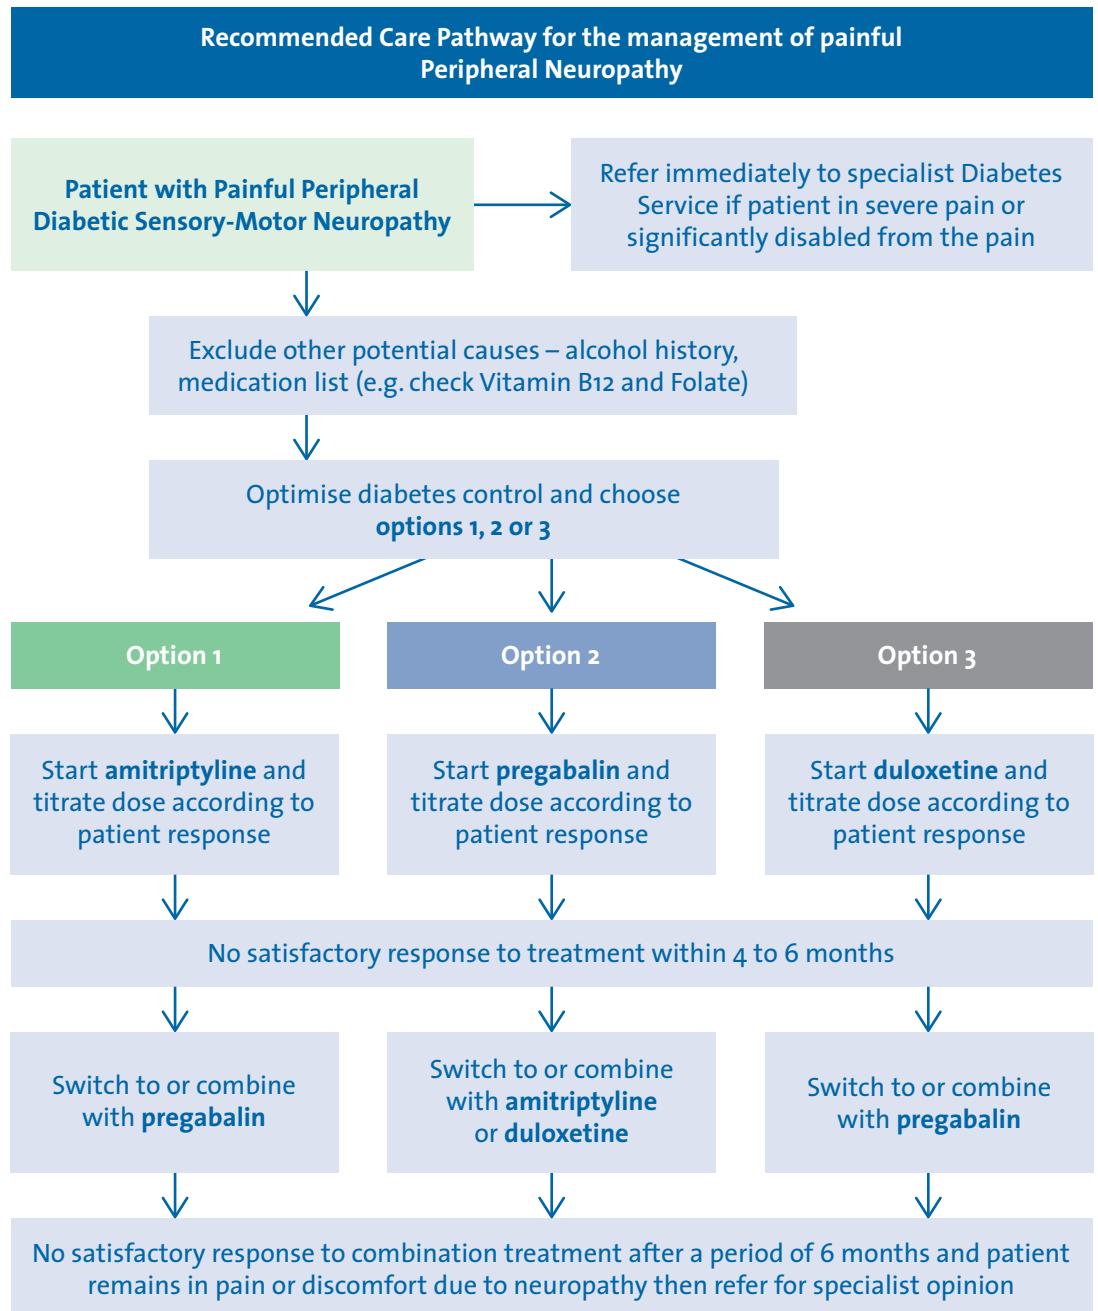 Recommended Care Pathway for the management of painful
Peripheral Neuropathy
Patient with Painful Peripheral
Diabetic Sensory-Motor Neuropathy
Refer immediately to specialist Diabetes
Service if patient in severe pain or
significantly disabled from the pain
Exclude other potential causes – alcohol history,
medication list (e.g. check Vitamin B12 and Folate)
Optimise diabetes control and choose
options 1, 2 or 3
Option 1
Option 2
Option 3
Start amitriptyline and
titrate dose according to
patient response
Start pregabalin and
titrate dose according to
patient response
Start duloxetine and
titrate dose according to
patient response
No satisfactory response to treatment within 4 to 6 months
Switch to or combine
with pregabalin
Switch to or combine
with amitriptyline
or duloxetine
Switch to or combine
with pregabalin
No satisfactory response to combination treatment after a period of 6 months and patient
remains in pain or discomfort due to neuropathy then refer for specialist opinion